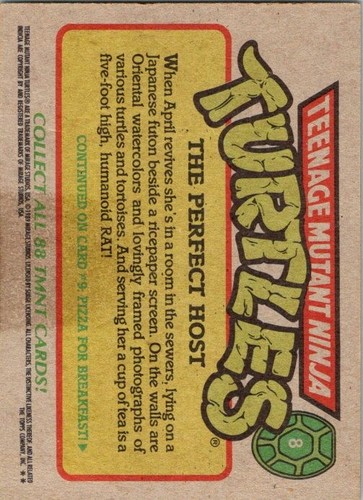 TEENAGE MUTANT NINJA
TURTLES®
8
THE PERFECT HOST
When April revives she's in a room in the sewers, lying on a
Japanese futon beside a ricepaper screen. On the walls are
Oriental watercolors and lovingly framed photographs of
various turtles and tortoises. And serving her a cup of tea is a
five-foot high, humanoid RAT!
CONTINUED ON CARD #9: PIZZA FOR BREAKFAST!
COLLECT ALL 88 TMNT CARDS!